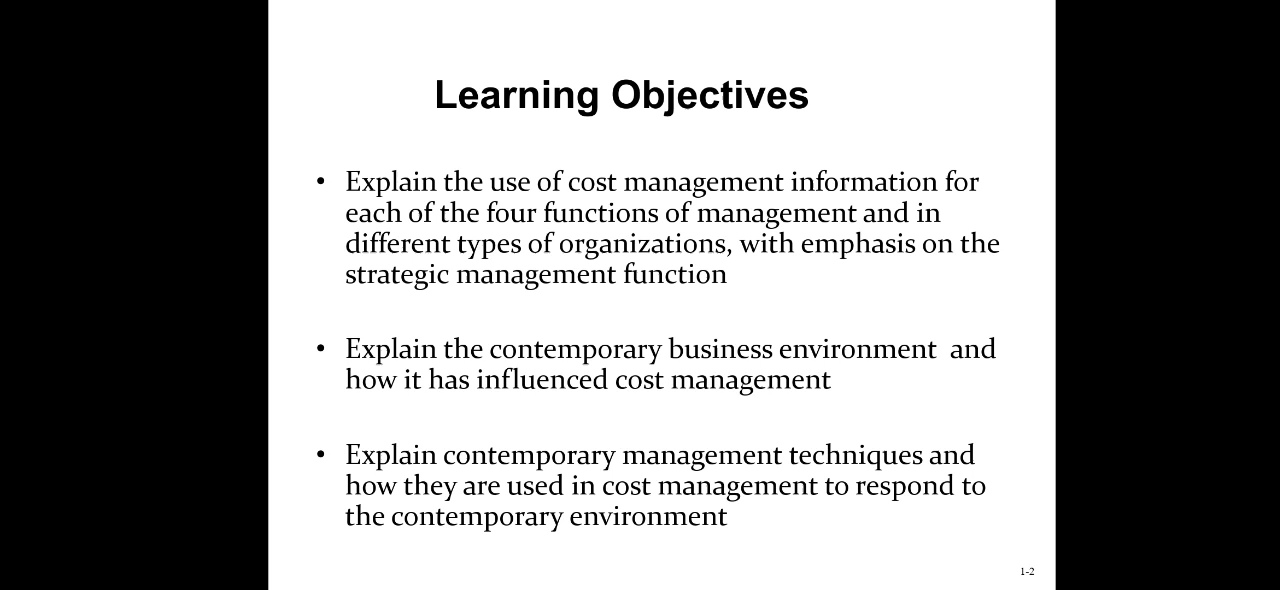 Learning Objectives
• Explain the use of cost management information for
each of the four functions of management and in
different types of organizations, with emphasis on the
strategic management function
• Explain the contemporary business environment  and
how it has influenced cost management
• Explain contemporary management techniques and
how they are used in cost management to respond to
the contemporary environment
1-2